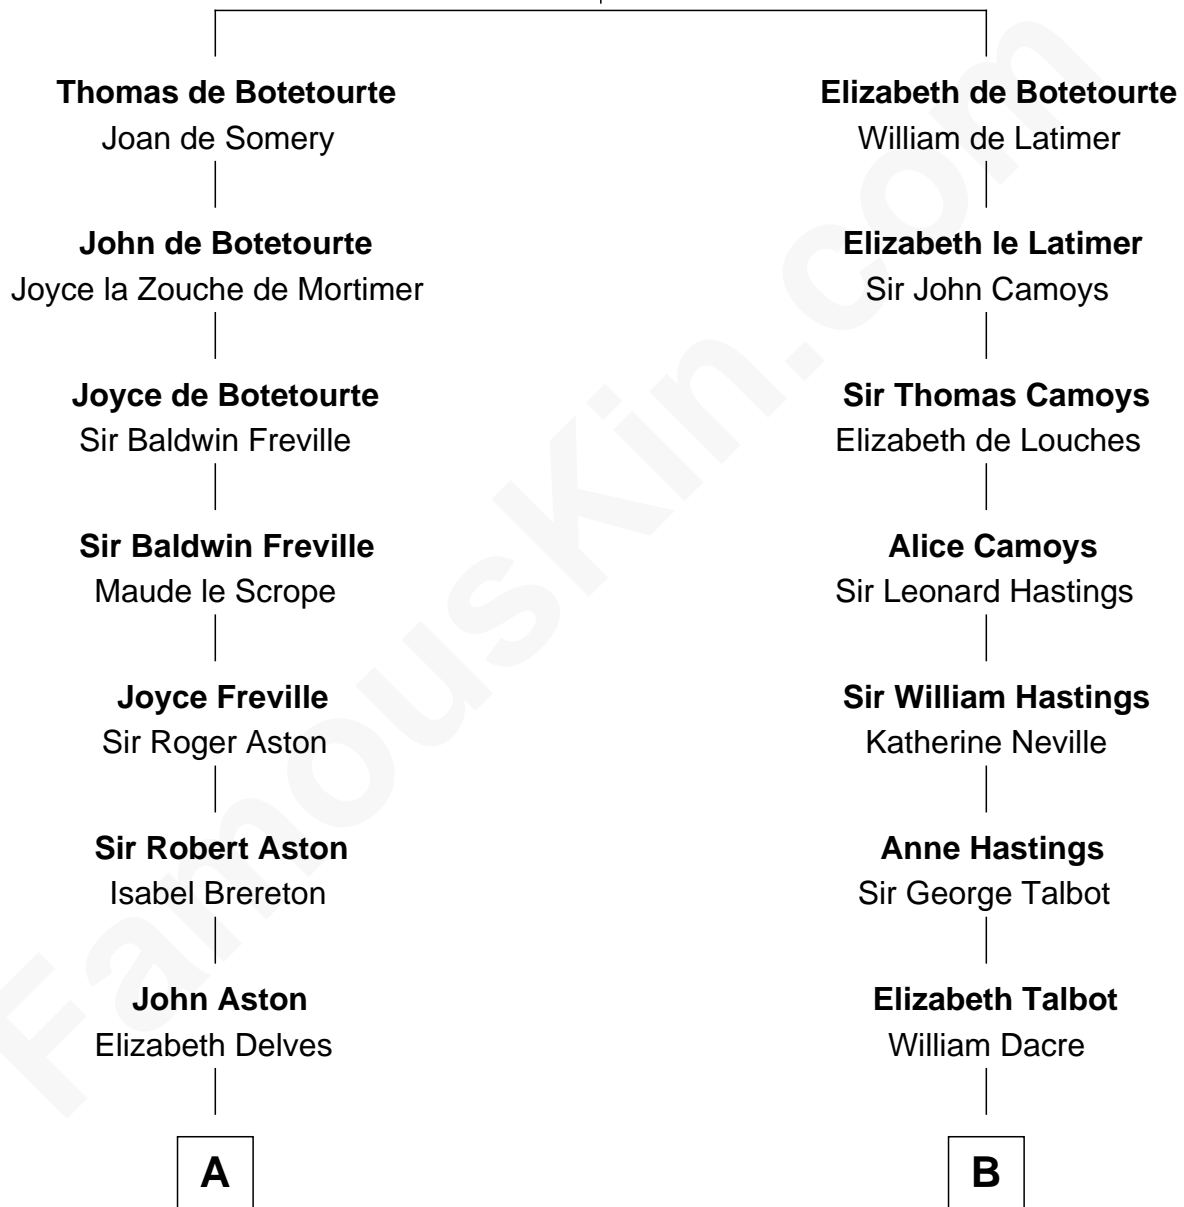 Thomas de Botetourte
Joan de Somery
John de Botetourte
Joyce la Zouche de Mortimer
Joyce de Botetourte
Sir Baldwin Freville
Sir Baldwin Freville
Maude le Scrope
Joyce Freville
Sir Roger Aston
Sir Robert Aston
Isabel Brereton
John Aston
Elizabeth Delves
A
Elizabeth de Botetourte
William de Latimer
Elizabeth le Latimer
Sir John Camoys
Sir Thomas Camoys
Elizabeth de Louches
Alice Camoys
Sir Leonard Hastings
Sir William Hastings
Katherine Neville
Anne Hastings
Sir George Talbot
Elizabeth Talbot
William Dacre
B
FamousKin.com